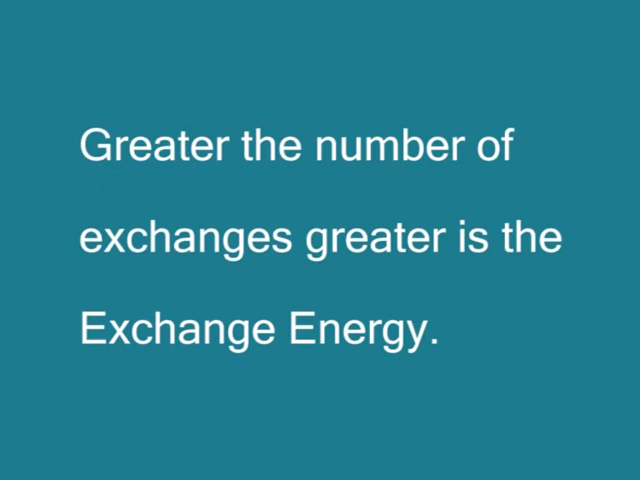 Greater the number of
exchanges greater is the
Exchange Energy.